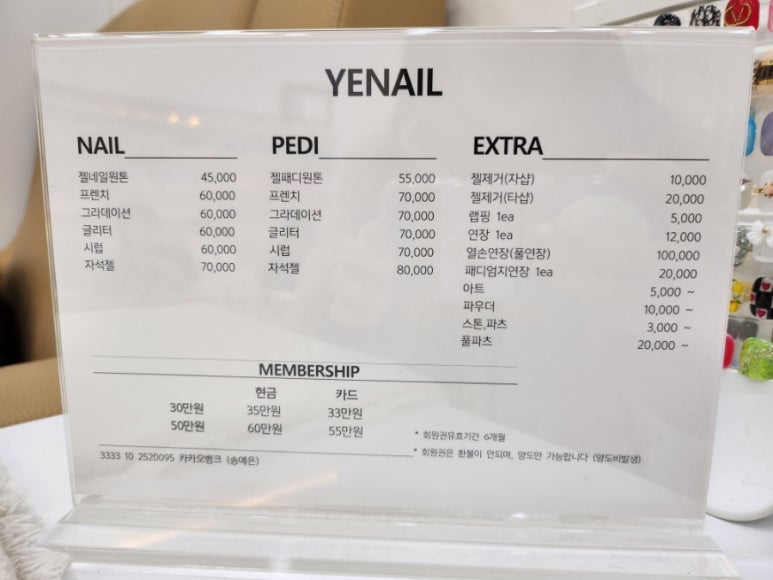 YENAIL
NAIL
젤네일원톤 45,000
프렌치 60,000
그라데이션 60,000
글리터 60,000
시럽 60,000
자석젤 70,000
PEDI
젤패디원톤 55,000
프렌치 70,000
그라데이션 70,000
글리터 70,000
시럽 70,000
자석젤 80,000
EXTRA
젤제거(자샵) 10,000
젤제거(타샵) 20,000
랩핑 1ea 5,000
연장 1ea 12,000
열손연장(풀연장) 100,000
패디엄지연장 1ea 20,000
아트 5,000 ~
파우더 10,000 ~
스톤,파츠 3,000 ~
풀파츠 20,000 ~
MEMBERSHIP
현금 카드
30만원 35만원 33만원
50만원 60만원 55만원
* 회원권유효기간 6개월
* 회원권은 환불이 안되며, 양도만 가능합니다 (양도비발생)
3333 10 2520095 카카오뱅크 (송예은)